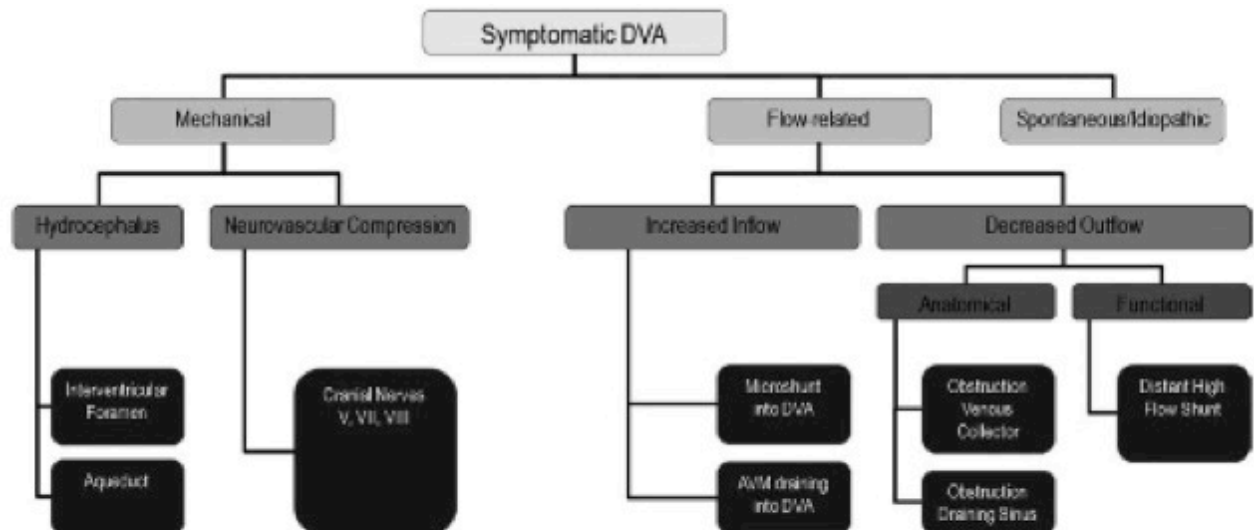 Symptomatic DVA
Mechanical
Flow-related
Spontaneous/Idiopathic
Hydrocephalus
Neurovascular Compression
Increased Inflow
Decreased Outflow
Anatomical
Functional
Interventricular
Foramen
Cranial Nerves
V, VII, VIII
Microshunt
into DVA
Obstruction
Venous
Collector
Distant High
Flow Shunt
Aqueduct
AVM draining
into DVA
Obstruction
Draining Sinus